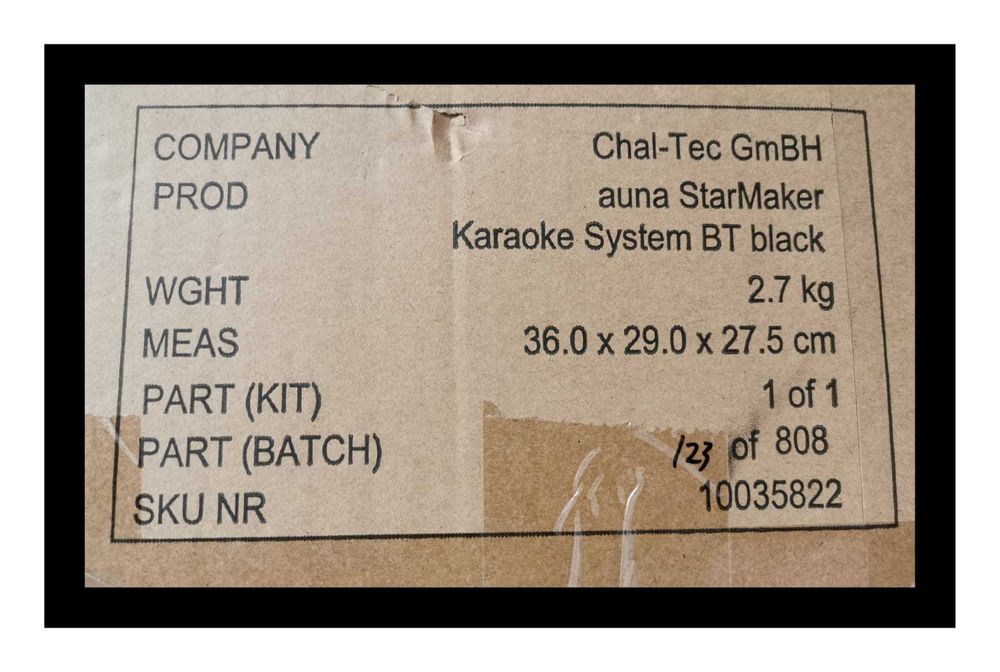 COMPANY Chal-Tec GmBH
PROD auna StarMaker
Karaoke System BT black
WGHT 2.7 kg
MEAS 36.0 x 29.0 x 27.5 cm
PART (KIT) 1 of 1
PART (BATCH) 123 of 808
SKU NR 10035822